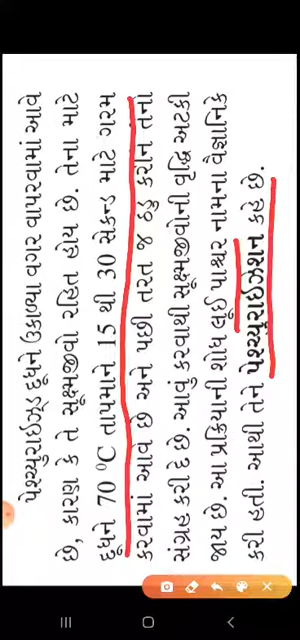 પેશ્ચ્યુરાઇઝ્ડ દૂધને ઉકાળ્યા વગર વાપરવામાં આવે
છે, કારણ કે તે સૂક્ષ્મજીવો રહિત હોય છે. તેના માટે
દૂધને 70 °C તાપમાને 15 થી 30 સેકન્ડ માટે ગરમ
કરવામાં આવે છે અને પછી તરત જ ઠંડું કરીને તેના
સંગ્રહ કરી દે છે. આવું કરવાથી સૂક્ષ્મજીવોની વૃદ્ધિ અટકી
જાય છે. આ પ્રક્રિયાની શોધ લૂઇ પાશ્ચર નામના વૈજ્ઞાનિકે
કરી હતી. આથી તેને પેશ્ચ્યુરાઇઝેશન કહે છે.